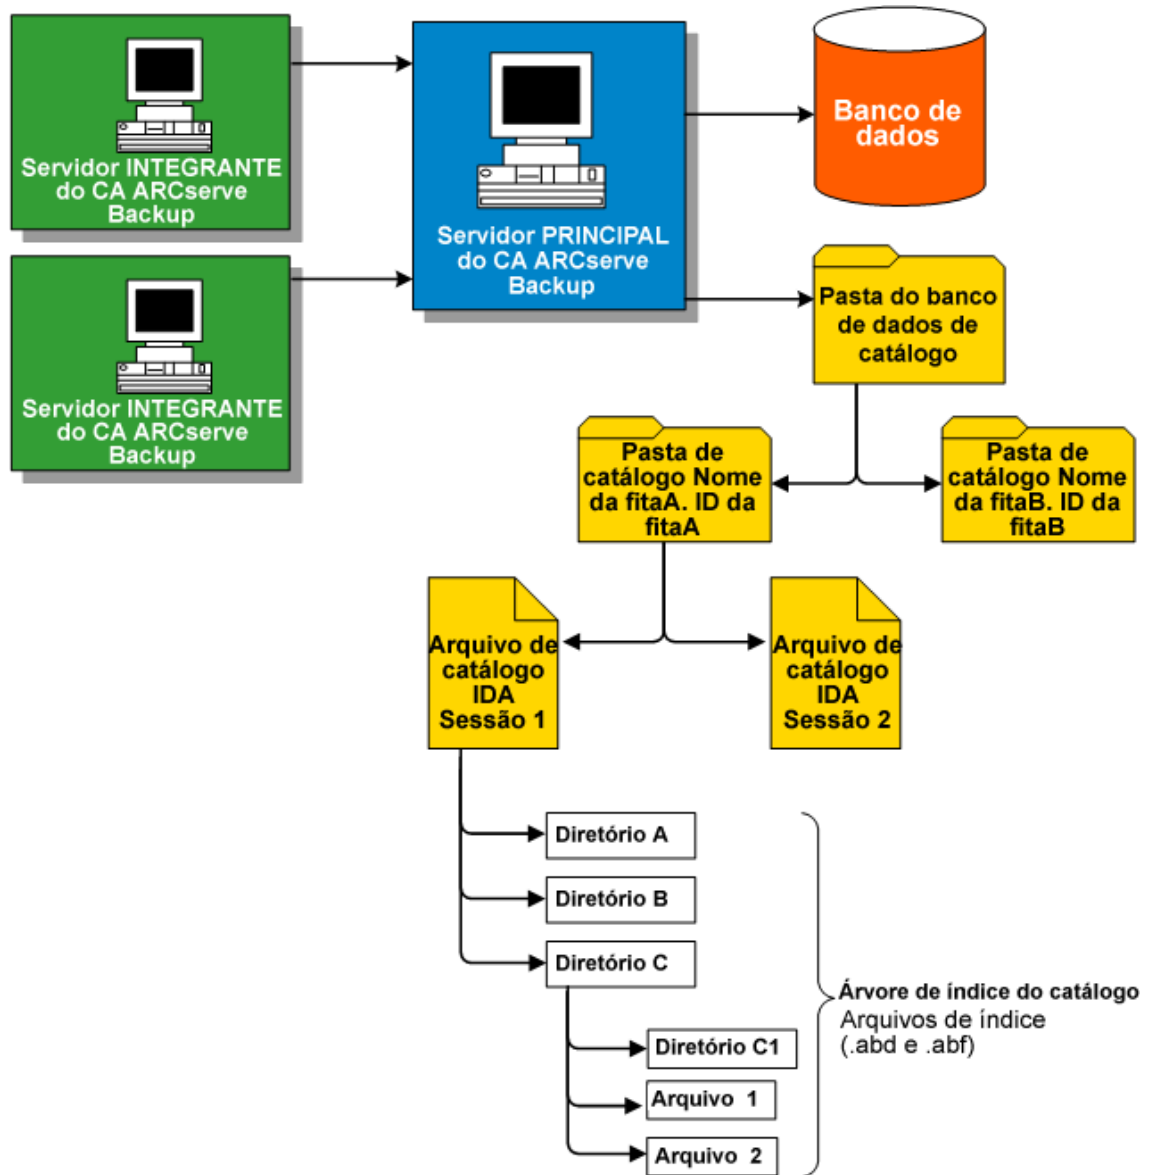 Servidor INTEGRANTE
do CA ARCserve
Backup
Servidor PRINCIPAL
do CA ARCserve
Backup
Banco de
dados
Servidor INTEGRANTE
do CA ARCserve
Backup
Pasta do banco
de dados de
catálogo
Pasta de
catálogo Nome
da fitaA. ID da
fitaA
Pasta de
catálogo Nome
da fitaB. ID da
fitaB
Arquivo de
catálogo
IDA
Sessão 1
Arquivo de
catálogo
IDA
Sessão 2
Diretório A
Diretório B
Diretório C
Diretório C1
Arquivo 1
Arquivo 2
Árvore de índice do catálogo
Arquivos de índice
(.abd e .abf)